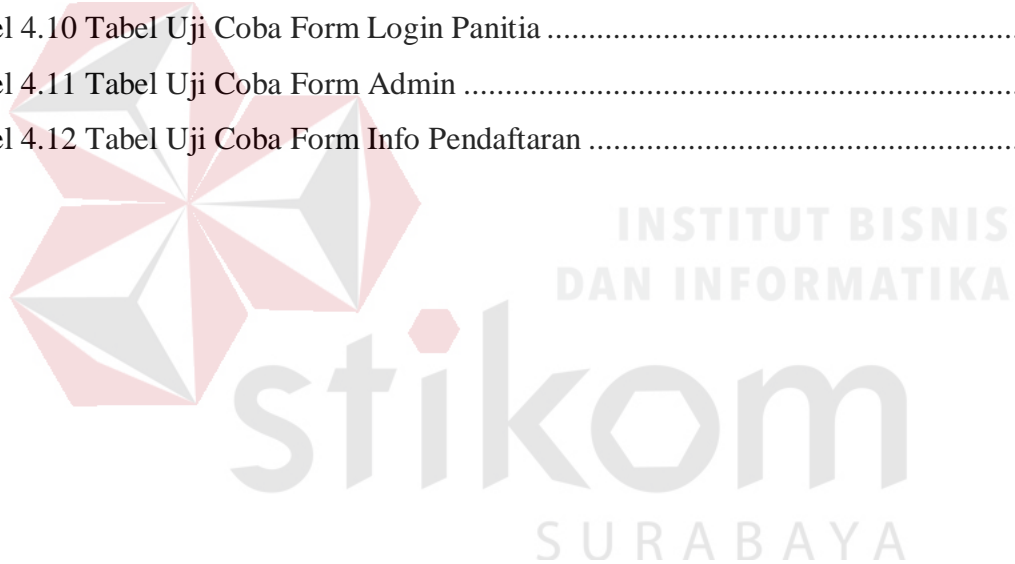 el 4.10 Tabel Uji Coba Form Login Panitia ........................................................
el 4.11 Tabel Uji Coba Form Admin ..................................................................
el 4.12 Tabel Uji Coba Form Info Pendaftaran ...................................................
INSTITUT BISNIS
DAN INFORMATIKA
stikom
SURABAYA